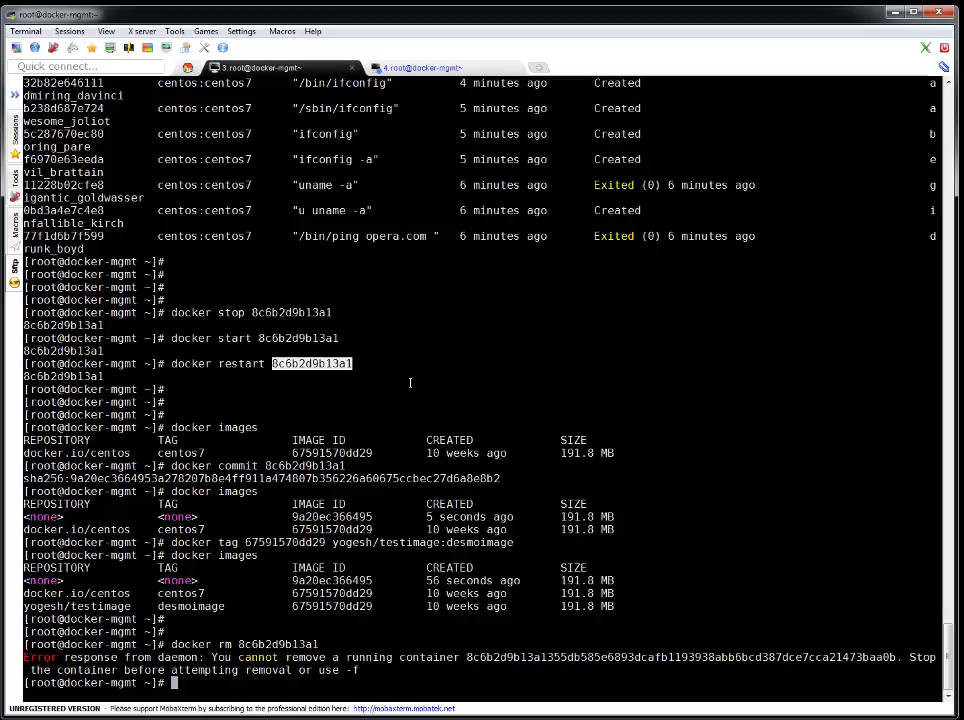 root@docker-mgmt~
Terminal Sessions View X server Tools Games Settings Macros Help
Quick connect...
3. root@docker-mgmt~
4. root@docker-mgmt~
Sessions
Tools
Macros
Sftp
32b82e646111 centos:centos7 "/bin/ifconfig" 4 minutes ago Created a
dmiring_davinci
b238d687e724 centos:centos7 "/sbin/ifconfig" 5 minutes ago Created a
wesome_joliot
5c287670ec80 centos:centos7 "ifconfig" 5 minutes ago Created b
oring_pare
f6970e63eeda centos:centos7 "ifconfig -a" 5 minutes ago Created e
vil_brattain
11228b02cfe8 centos:centos7 "uname -a" 6 minutes ago Exited (0) 6 minutes ago g
igantic_goldwasser
0bd3a4e7c4e8 centos:centos7 "u uname -a" 6 minutes ago Created i
nfallible_kirch
77f1d6b7f599 centos:centos7 "/bin/ping opera.com " 6 minutes ago Exited (0) 6 minutes ago d
runk_boyd
[root@docker-mgmt ~]#
[root@docker-mgmt ~]#
[root@docker-mgmt ~]#
[root@docker-mgmt ~]#
[root@docker-mgmt ~]# docker stop 8c6b2d9b13a1
8c6b2d9b13a1
[root@docker-mgmt ~]# docker start 8c6b2d9b13a1
8c6b2d9b13a1
[root@docker-mgmt ~]# docker restart 8c6b2d9b13a1
8c6b2d9b13a1
[root@docker-mgmt ~]#
[root@docker-mgmt ~]#
[root@docker-mgmt ~]#
[root@docker-mgmt ~]# docker images
REPOSITORY TAG IMAGE ID CREATED SIZE
docker.io/centos centos7 67591570dd29 10 weeks ago 191.8 MB
[root@docker-mgmt ~]# docker commit 8c6b2d9b13a1
sha256:9a20ec3664953a278207b8e4ff911a474807b356226a60675ccbec27d6a8e8b2
[root@docker-mgmt ~]# docker images
REPOSITORY TAG IMAGE ID CREATED SIZE
<none> <none> 9a20ec366495 5 seconds ago 191.8 MB
docker.io/centos centos7 67591570dd29 10 weeks ago 191.8 MB
[root@docker-mgmt ~]# docker tag 67591570dd29 yogesh/testimage:desmoimage
[root@docker-mgmt ~]# docker images
REPOSITORY TAG IMAGE ID CREATED SIZE
<none> <none> 9a20ec366495 56 seconds ago 191.8 MB
docker.io/centos centos7 67591570dd29 10 weeks ago 191.8 MB
yogesh/testimage desmoimage 67591570dd29 10 weeks ago 191.8 MB
[root@docker-mgmt ~]#
[root@docker-mgmt ~]#
[root@docker-mgmt ~]# docker rm 8c6b2d9b13a1
Error response from daemon: You cannot remove a running container 8c6b2d9b13a1355db585e6893dcafb1193938abb6bcd387dce7cca21473baa0b. Stop
the container before attempting removal or use -f
[root@docker-mgmt ~]#
UNREGISTERED VERSION - Please support MobaXterm by subscribing to the professional edition here: http://mobaxterm.mobatek.net